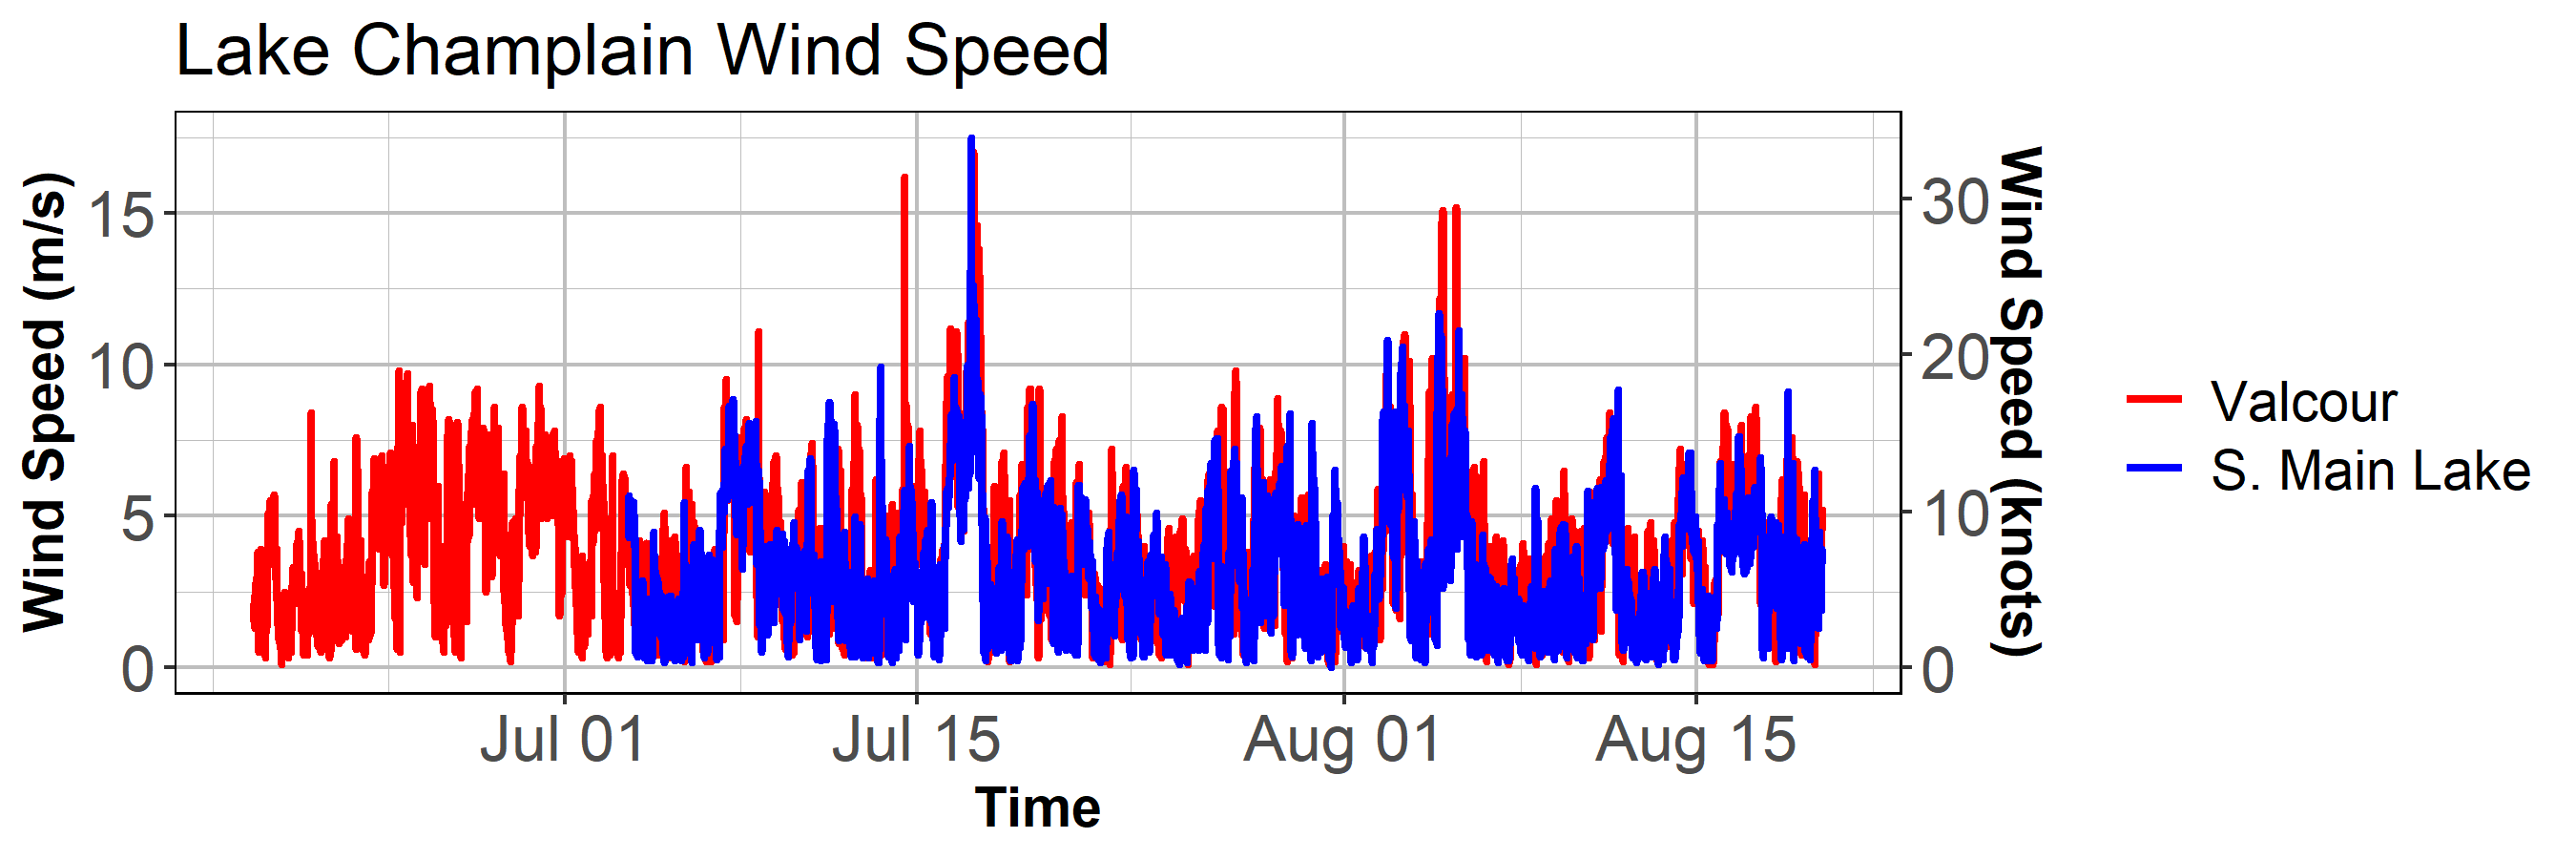 Lake Champlain Wind Speed
Wind Speed (m/s)
15
10
5
0
30
20
10
0
Wind Speed (knots)
Jul 01
Jul 15
Aug 01
Aug 15
Time
Valcour
S. Main Lake